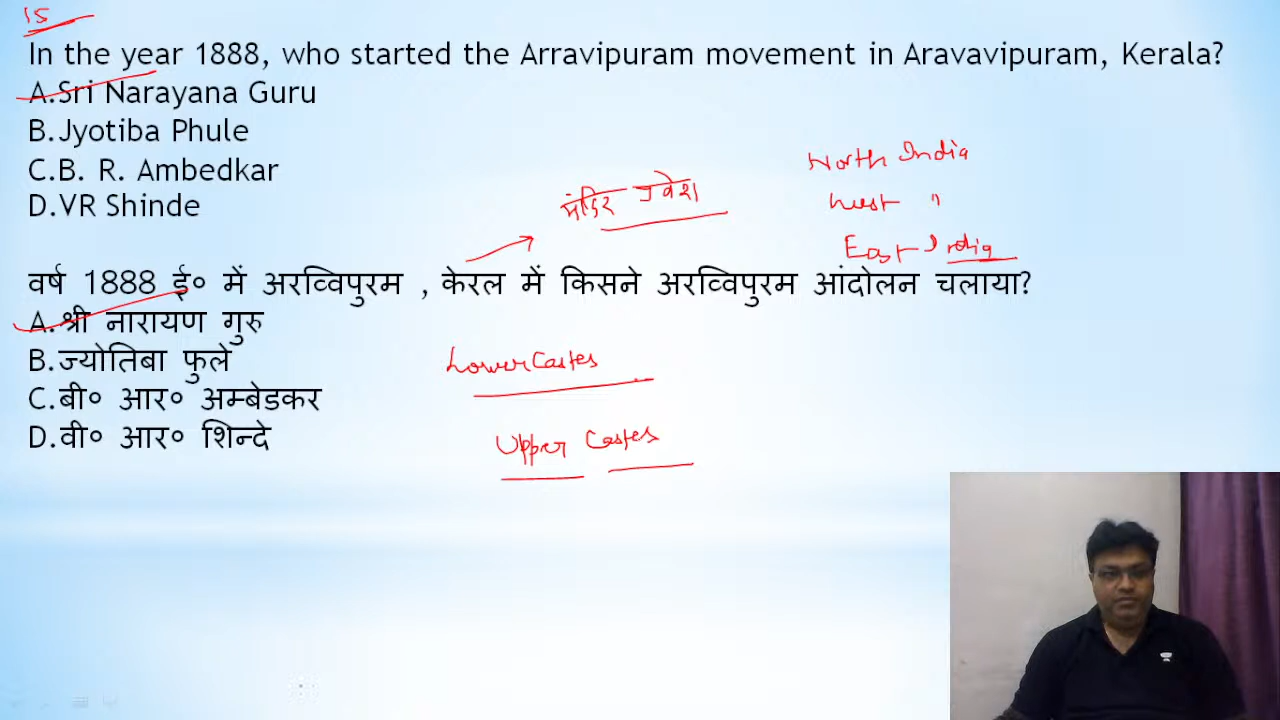 15
In the year 1888, who started the Arravipuram movement in Aravavipuram, Kerala?
A.Sri Narayana Guru
B.Jyotiba Phule
C.B. R. Ambedkar
D.VR Shinde
North India
West "
East India
मंदिर प्रवेश
वर्ष 1888 ई० में अरव्विपुरम , केरल में किसने अरव्विपुरम आंदोलन चलाया?
A.श्री नारायण गुरु
B.ज्योतिबा फुले
C.बी० आर० अम्बेडकर
D.वी० आर० शिन्दे
Lower Castes
Upper Castes